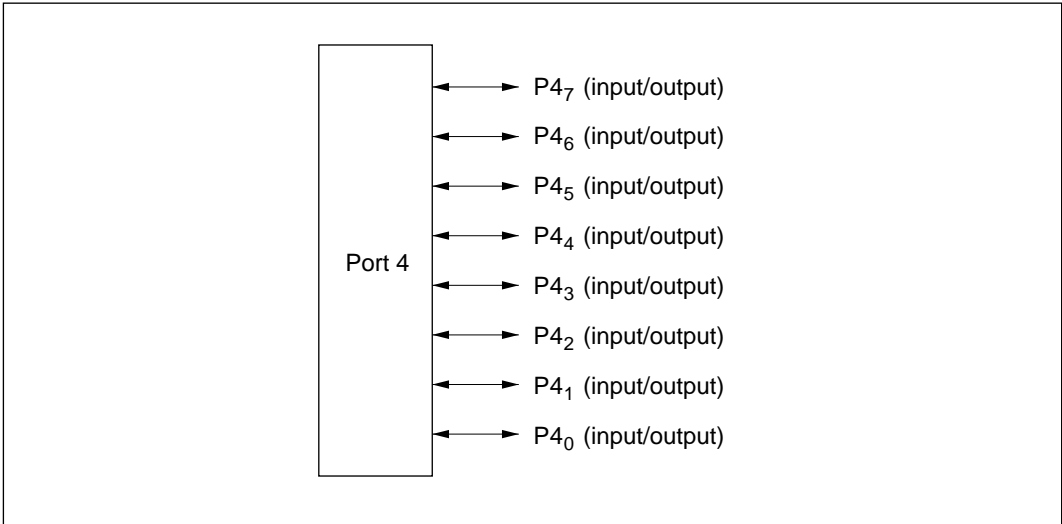 P4₇ (input/output)
P4₆ (input/output)
P4₅ (input/output)
P4₄ (input/output)
Port 4
P4₃ (input/output)
P4₂ (input/output)
P4₁ (input/output)
P4₀ (input/output)